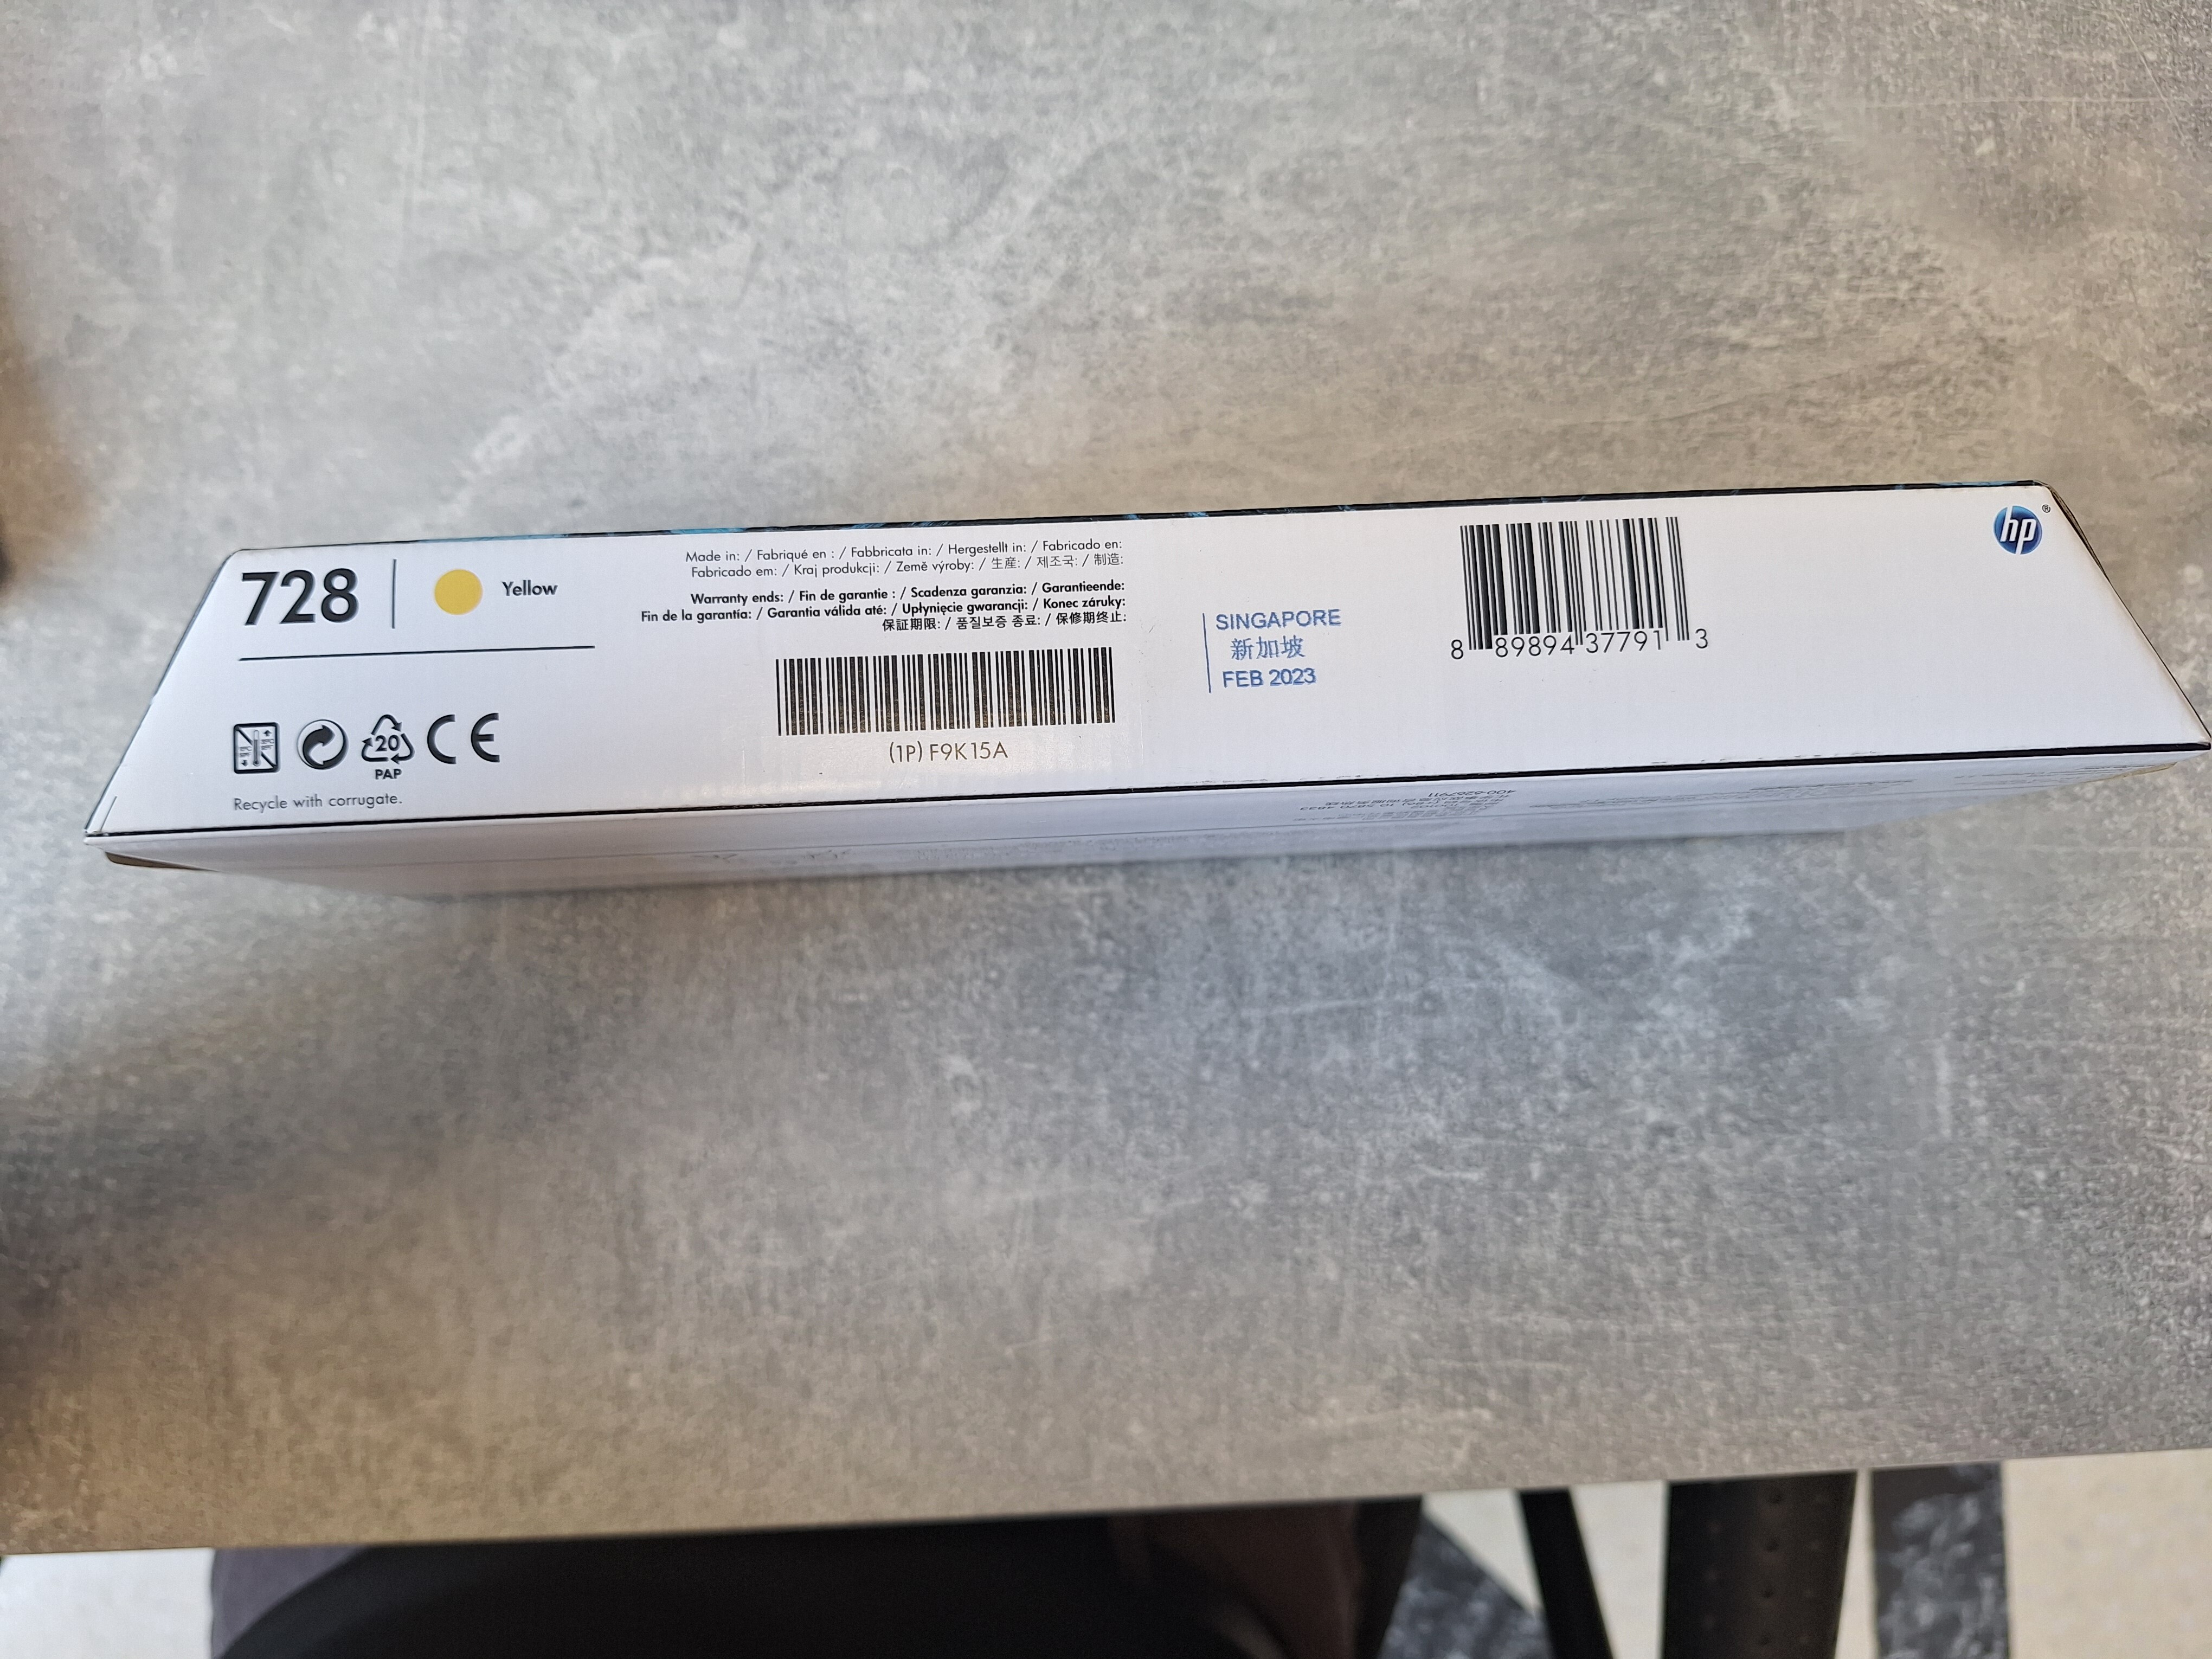 728
Yellow
Made in: / Fabriqué en : / Fabbricata in: / Hergestellt in: / Fabricado en:
Fabricado em: / Kraj produkcji: / Země výroby: / 生産: / 제조국: / 制造:
Warranty ends: / Fin de garantie : / Scadenza garanzia: / Garantieende:
Fin de la garantía: / Garantia válida até: / Upłynięcie gwarancji: / Konec záruky:
保証期限: / 품질보증 종료: / 保修期终止:
SINGAPORE
新加坡
FEB 2023
8 89894 37791 3
hp®
(1P) F9K15A
20
PAP
CE
Recycle with corrugate.
400-6267911